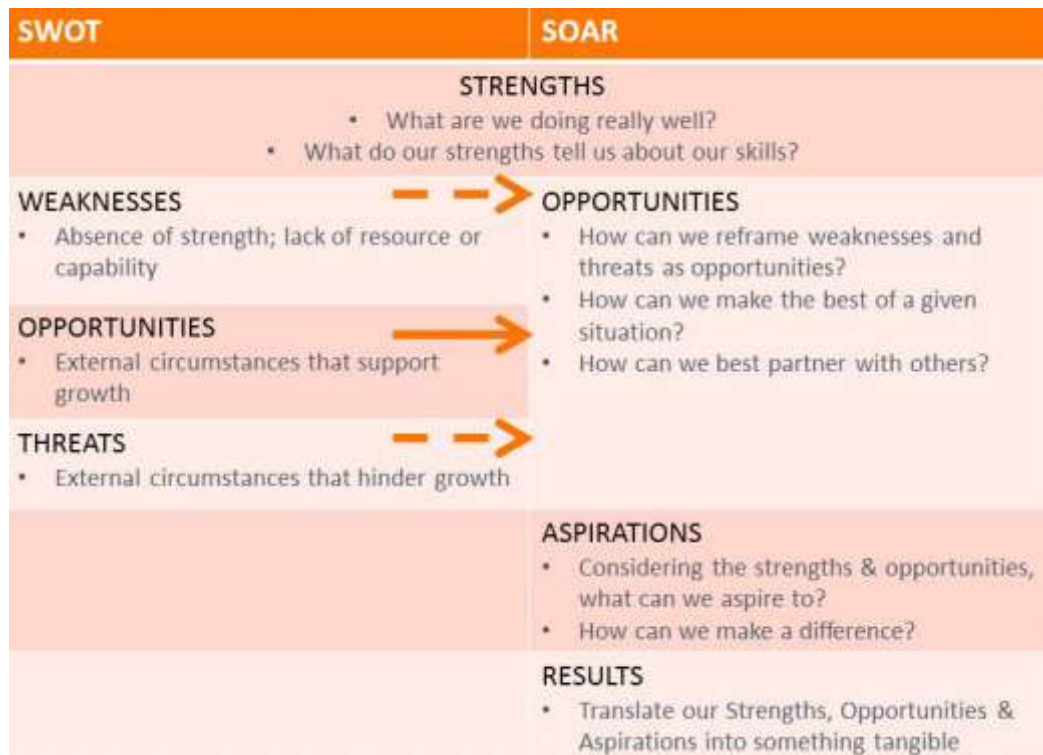 SWOT
SOAR
STRENGTHS
• What are we doing really well?
• What do our strengths tell us about our skills?
WEAKNESSES
• Absence of strength; lack of resource or
capability
OPPORTUNITIES
• External circumstances that support
growth
THREATS
• External circumstances that hinder growth
OPPORTUNITIES
• How can we reframe weaknesses and
threats as opportunities?
• How can we make the best of a given
situation?
• How can we best partner with others?
ASPIRATIONS
• Considering the strengths & opportunities,
what can we aspire to?
• How can we make a difference?
RESULTS
• Translate our Strengths, Opportunities &
Aspirations into something tangible